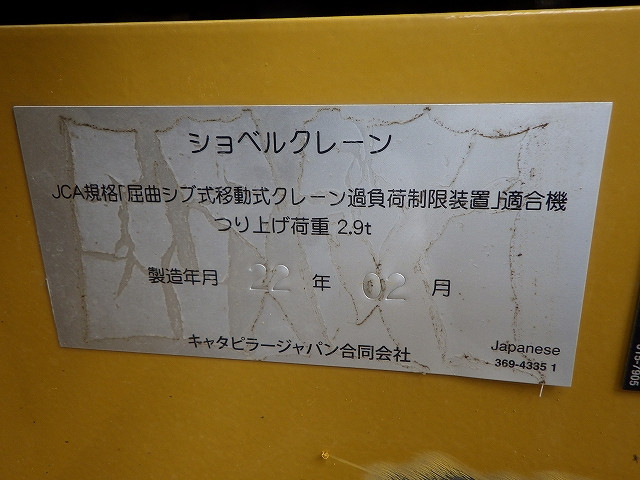 ショベルクレーン
JCA規格「屈曲ジブ式移動式クレーン過負荷制限装置」適合機
つり上げ荷重 2.9t
製造年月 22 年 02 月
キャタピラージャパン合同会社
Japanese
369-4335 1